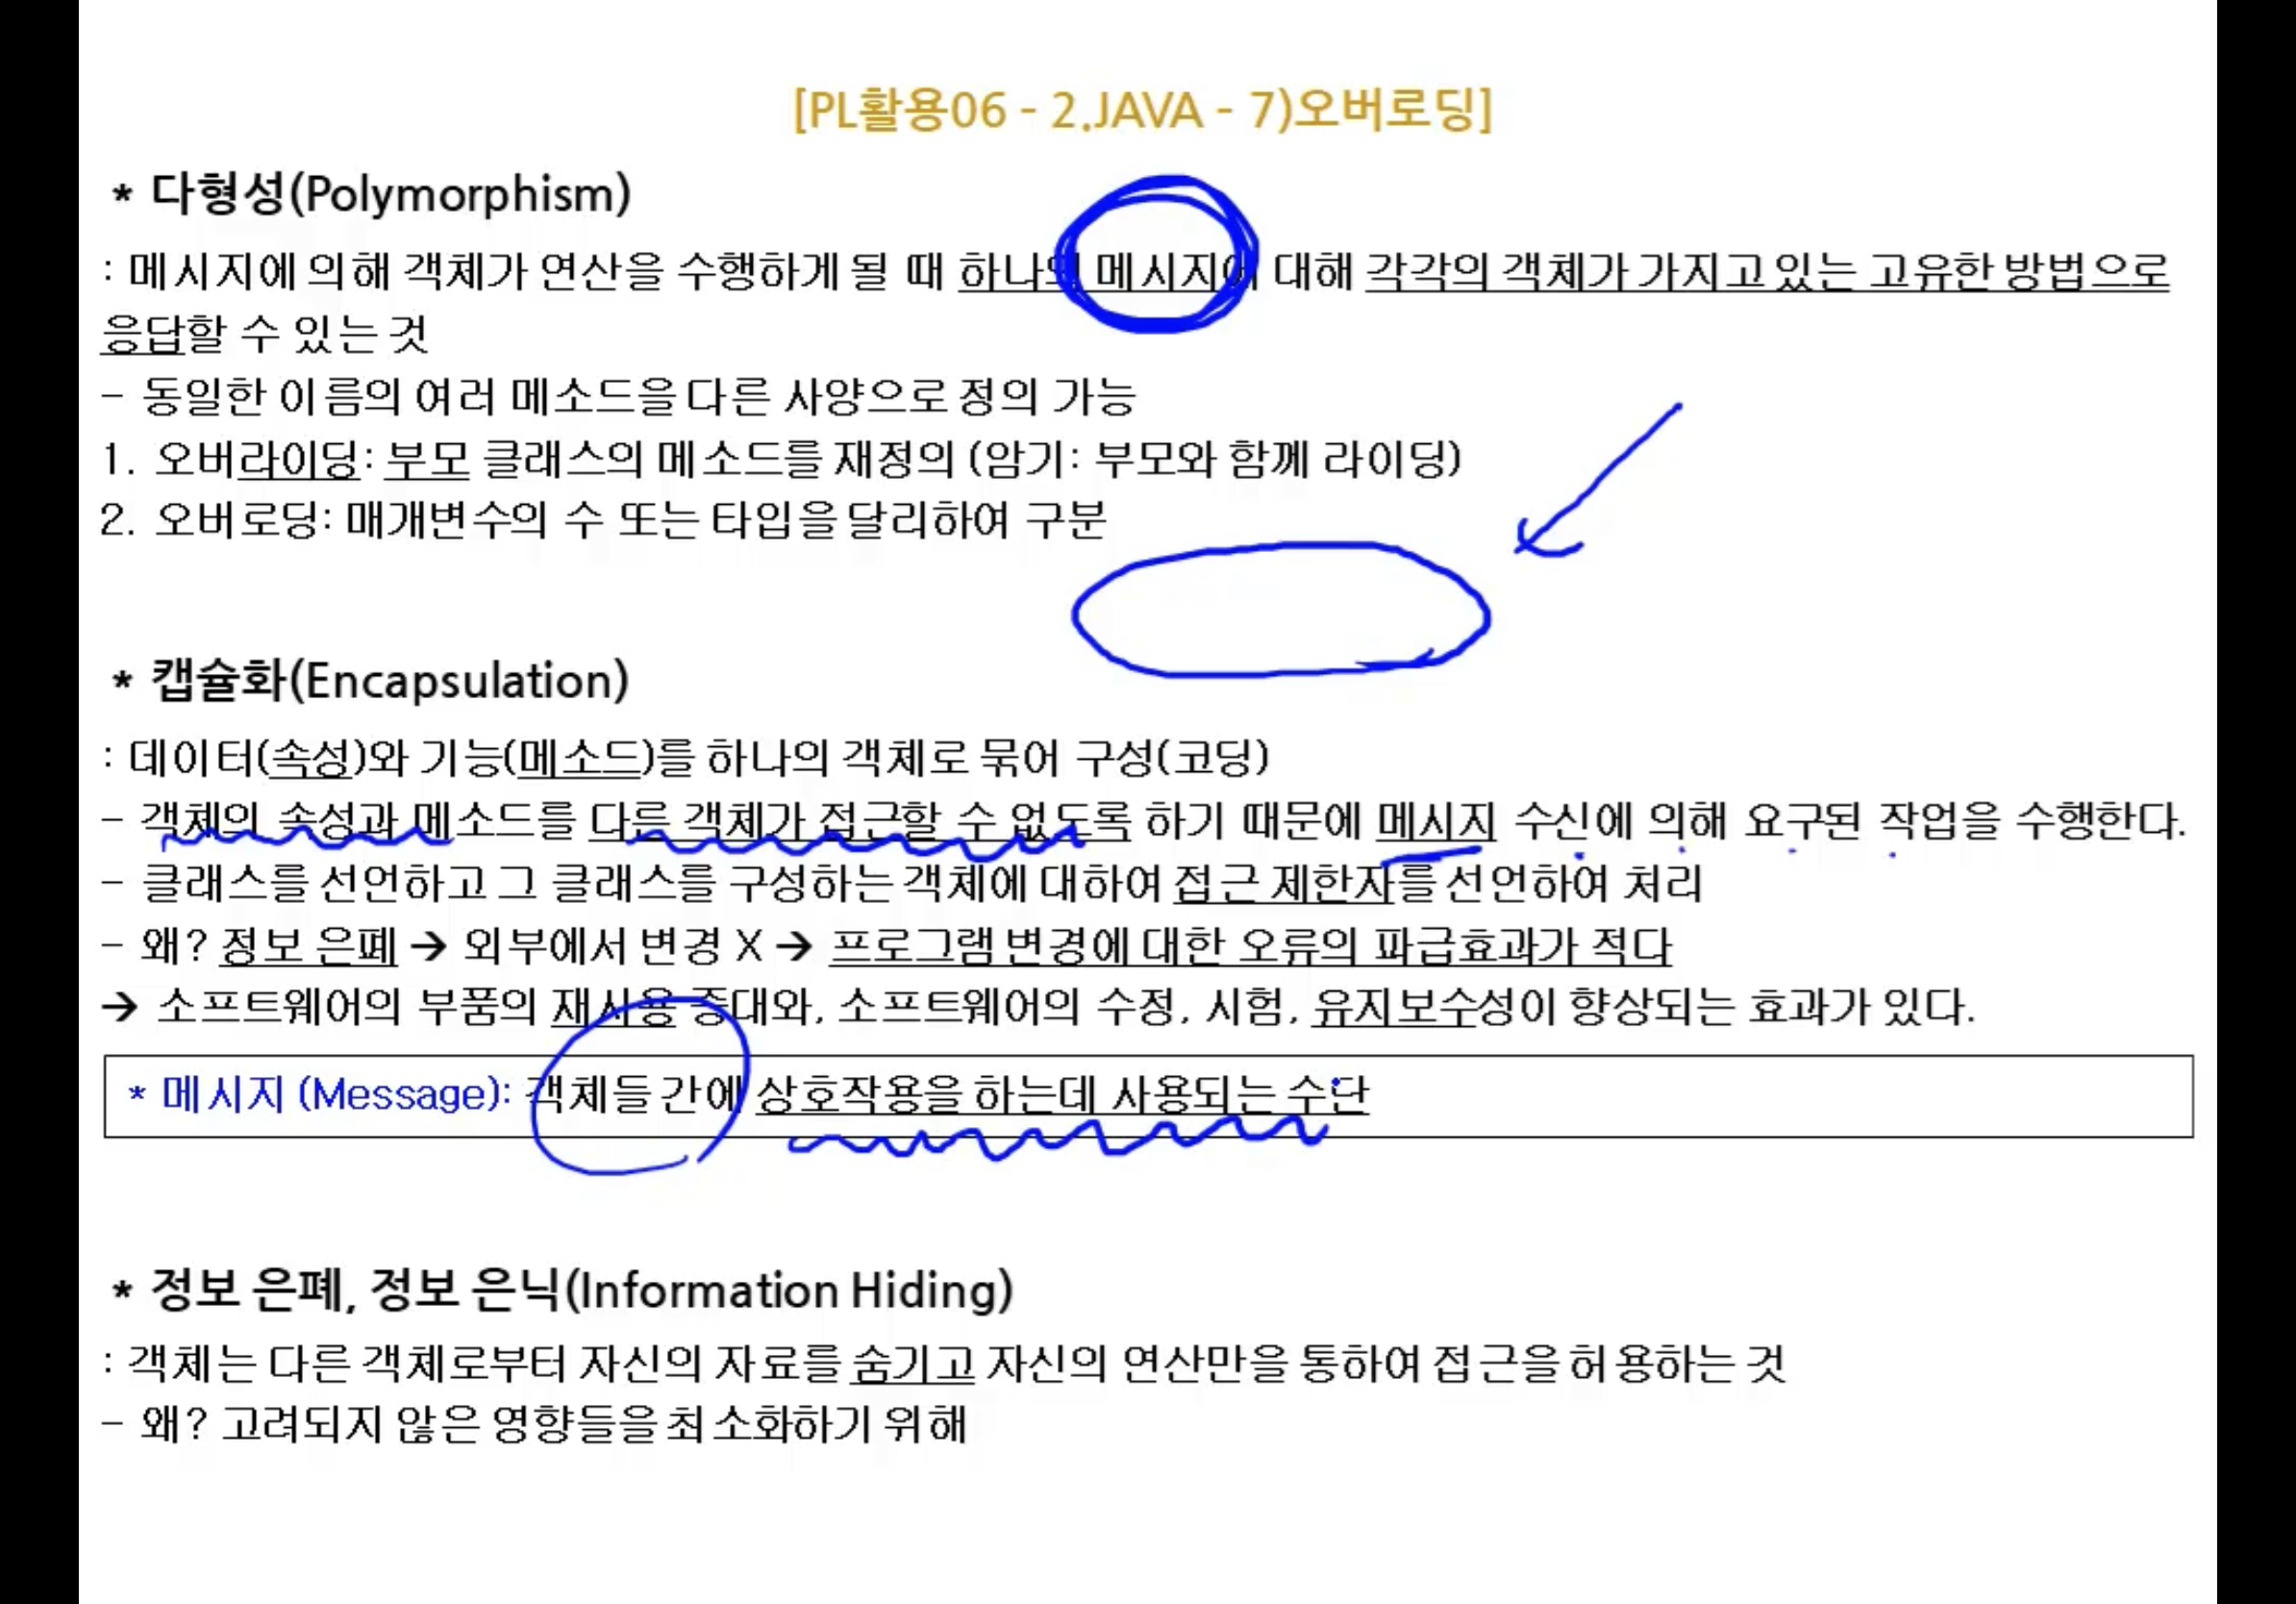 [PL활용06 - 2.JAVA - 7)오버로딩]
* 다형성(Polymorphism)
: 메시지에 의해 객체가 연산을 수행하게 될 때 하나의 메시지에 대해 각각의 객체가 가지고 있는 고유한 방법으로
응답할 수 있는 것
- 동일한 이름의 여러 메소드을 다른 사양으로 정의 가능
1. 오버라이딩: 부모 클래스의 메소드를 재정의 (암기: 부모와 함께 라이딩)
2. 오버로딩: 매개변수의 수 또는 타입을 달리하여 구분
* 캡슐화(Encapsulation)
: 데이터(속성)와 기능(메소드)를 하나의 객체로 묶어 구성(코딩)
- 객체의 속성과 메소드를 다른 객체가 접근할 수 없도록 하기 때문에 메시지 수신에 의해 요구된 작업을 수행한다.
- 클래스를 선언하고 그 클래스를 구성하는 객체에 대하여 접근 제한자를 선언하여 처리
- 왜? 정보 은폐 → 외부에서 변경 X → 프로그램 변경에 대한 오류의 파급효과가 적다
→ 소프트웨어의 부품의 재사용 증대와, 소프트웨어의 수정, 시험, 유지보수성이 향상되는 효과가 있다.
* 메시지 (Message): 객체들 간에 상호작용을 하는데 사용되는 수단
* 정보 은폐, 정보 은닉(Information Hiding)
: 객체는 다른 객체로부터 자신의 자료를 숨기고 자신의 연산만을 통하여 접근을 허용하는 것
- 왜? 고려되지 않은 영향들을 최소화하기 위해